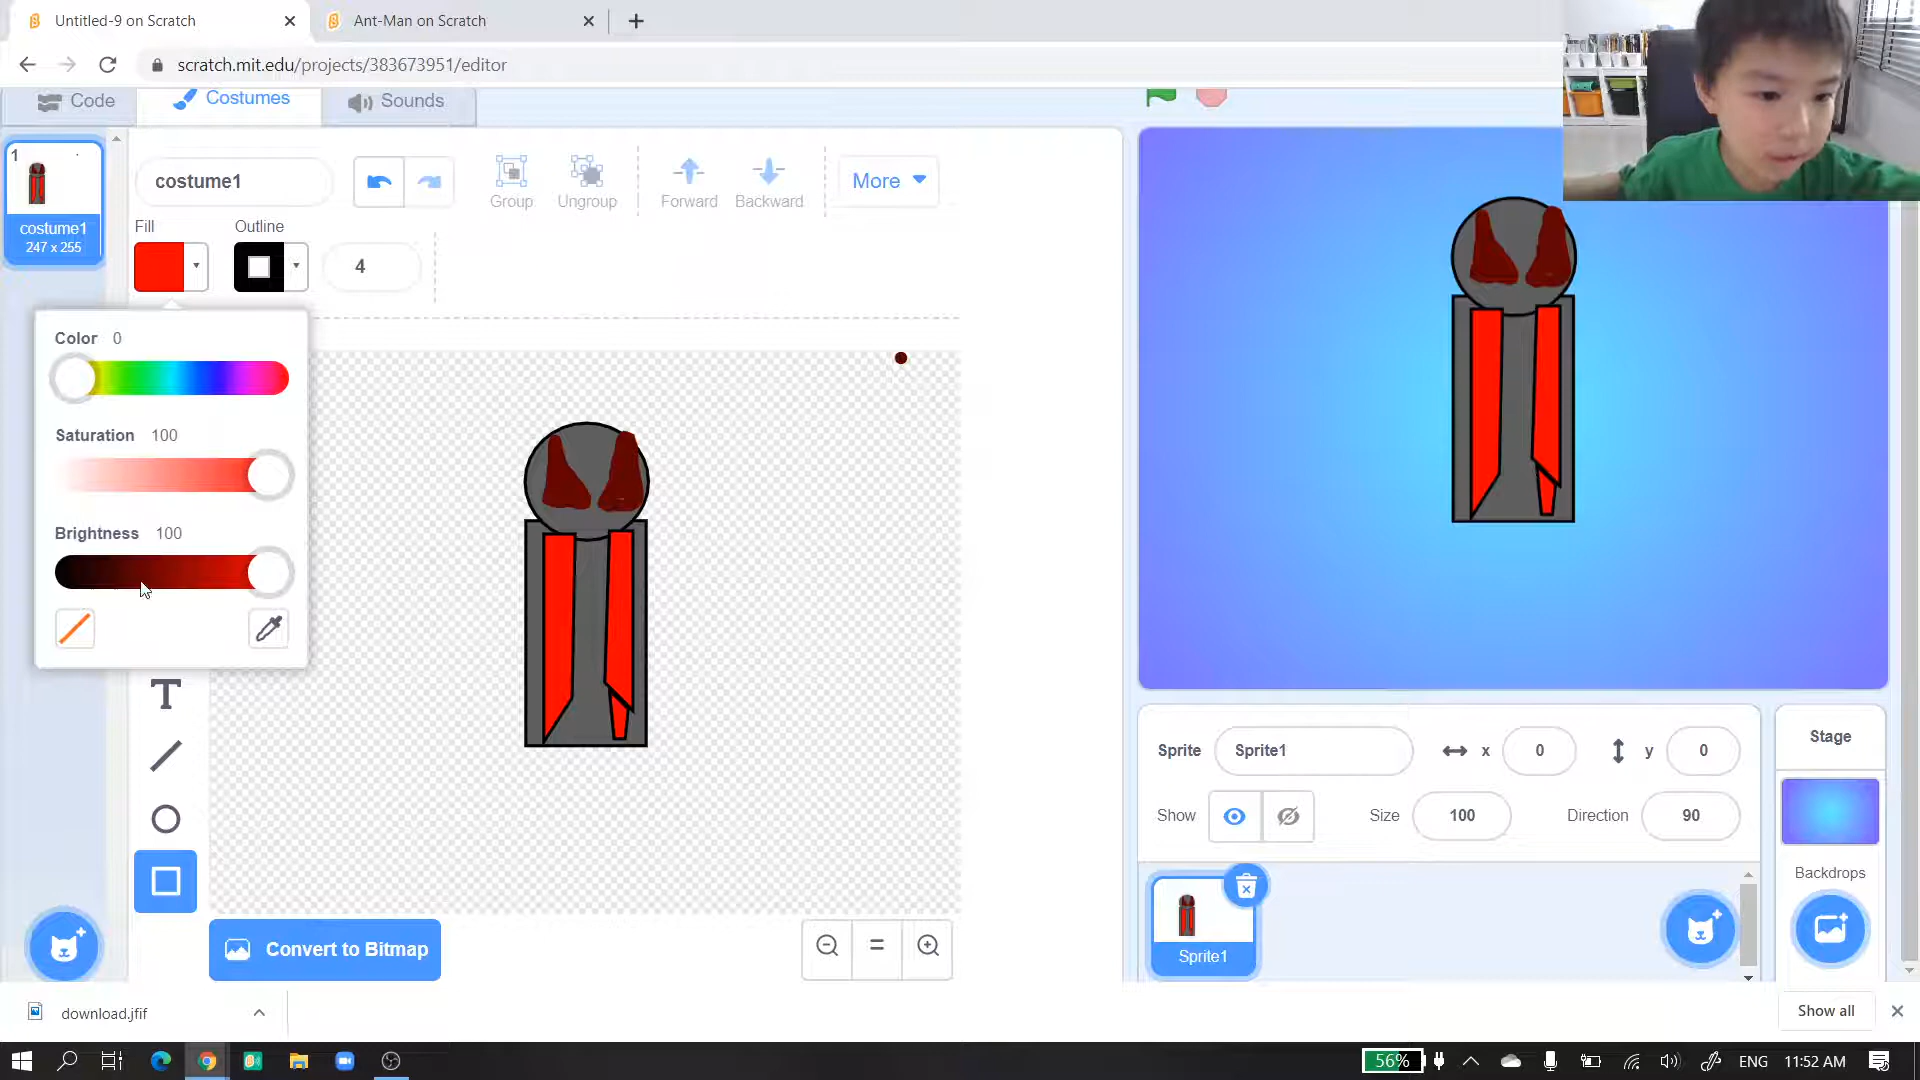 Untitled-9 on Scratch
Ant-Man on Scratch
scratch.mit.edu/projects/383673951/editor
Code
Costumes
Sounds
1
costume1
247 x 255
costume1
Group
Ungroup
Forward
Backward
More
Fill
Outline
4
Color 0
Saturation 100
Brightness 100
T
Convert to Bitmap
=
Sprite
Sprite1
x
0
y
0
Show
Size
100
Direction
90
Sprite1
Stage
Backdrops
download.jfif
Show all
56%
ENG
11:52 AM